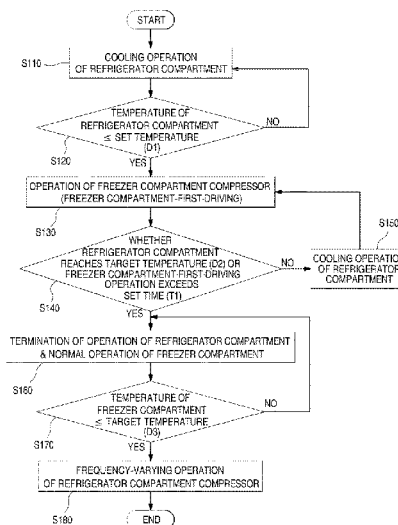 START
S110
COOLING OPERATION
OF REFRIGERATOR COMPARTMENT
TEMPERATURE OF
REFRIGERATOR COMPARTMENT
≤ SET TEMPERATURE
(D1)
NO
S120
YES
OPERATION OF FREEZER COMPARTMENT COMPRESSOR
(FREEZER COMPARTMENT-FIRST-DRIVING)
S130
S150
WHETHER
REFRIGERATOR COMPARTMENT
REACHES TARGET TEMPERATURE (D2) OR
FREEZER COMPARTMENT-FIRST-DRIVING
OPERATION EXCEEDS
SET TIME (T1)
NO
COOLING OPERATION
OF REFRIGERATOR
COMPARTMENT
S140
YES
TERMINATION OF OPERATION OF REFRIGERATOR COMPARTMENT
& NORMAL OPERATION OF FREEZER COMPARTMENT
S160
TEMPERATURE OF
FREEZER COMPARTMENT
≤ TARGET TEMPERATURE
(D3)
NO
S170
YES
FREQUENCY-VARYING OPERATION
OF REFRIGERATOR COMPARTMENT COMPRESSOR
S180
END